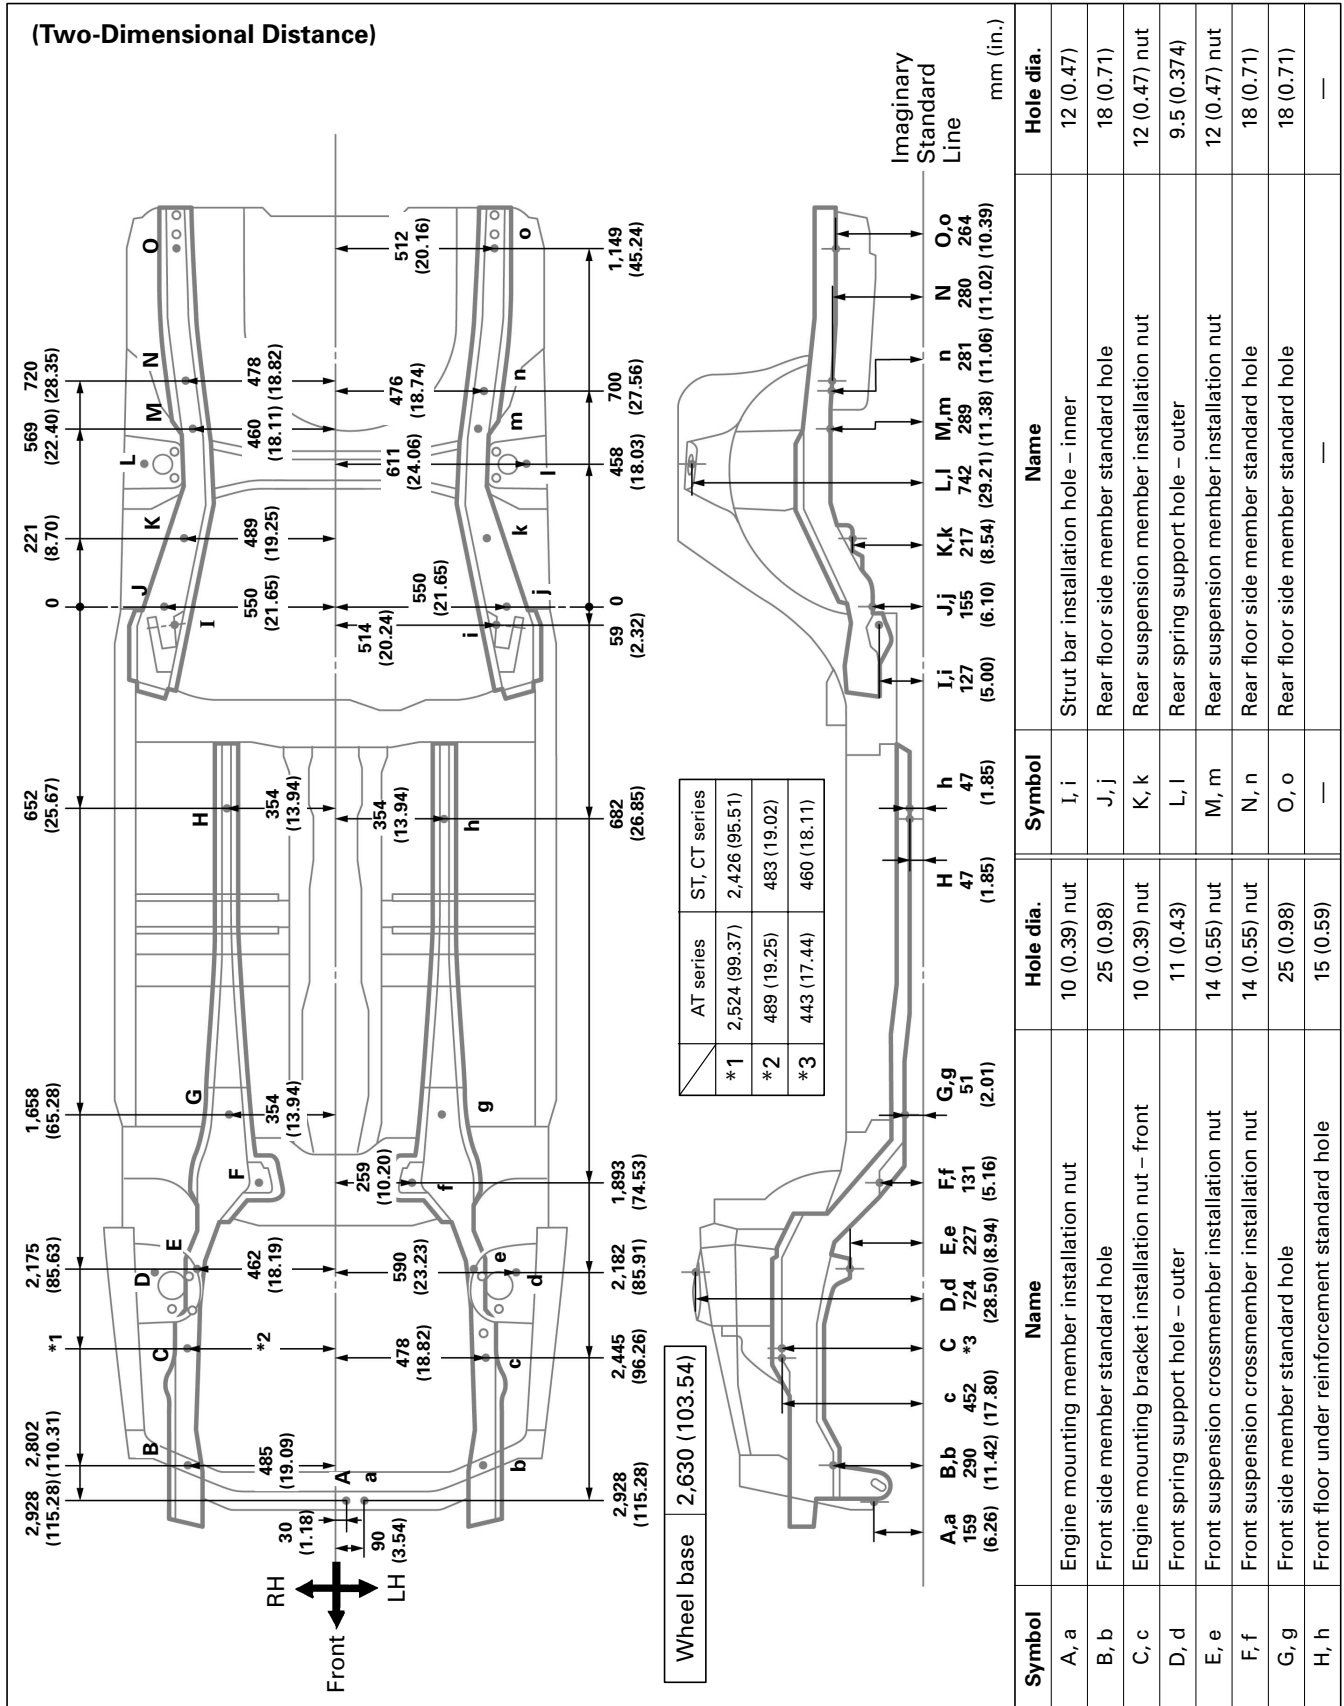 (Two-Dimensional Distance)
2,928
(115.28)
2,802
(110.31)
*1
2,175
(85.63)
1,658
(65.28)
652
(25.67)
0
221
(8.70)
569
(22.40)
720
(28.35)
B
C
D
E
F
G
H
I
J
K
L
M
N
O
485
(19.09)
*2
462
(18.19)
354
(13.94)
354
(13.94)
550
(21.65)
489
(19.25)
460
(18.11)
478
(18.82)
RH
LH
Front
30
(1.18)
90
(3.54)
A
a
478
(18.82)
590
(23.23)
259
(10.20)
354
(13.94)
514
(20.24)
550
(21.65)
611
(24.06)
476
(18.74)
512
(20.16)
b
c
d
e
f
g
h
i
j
k
l
m
n
o
2,928
(115.28)
2,445
(96.26)
2,182
(85.91)
1,893
(74.53)
682
(26.85)
59
(2.32)
0
458
(18.03)
700
(27.56)
1,149
(45.24)
Wheel base 2,630 (103.54)
AT series ST, CT series
*1 2,524 (99.37) 2,426 (95.51)
*2 489 (19.25) 483 (19.02)
*3 443 (17.44) 460 (18.11)
Imaginary
Standard
Line
A,a
159
(6.26)
B,b
290
(11.42)
c
452
(17.80)
C
*3
D,d
724
(28.50)
E,e
227
(8.94)
F,f
131
(5.16)
G,g
51
(2.01)
H
47
(1.85)
h
47
(1.85)
I,i
127
(5.00)
J,j
155
(6.10)
K,k
217
(8.54)
L,l
742
(29.21)
M,m
289
(11.38)
n
281
(11.06)
N
280
(11.02)
O,o
264
(10.39)
mm (in.)
Symbol Name Hole dia. Symbol Name Hole dia.
A, a Engine mounting member installation nut 10 (0.39) nut I, i Strut bar installation hole – inner 12 (0.47)
B, b Front side member standard hole 25 (0.98) J, j Rear floor side member standard hole 18 (0.71)
C, c Engine mounting bracket installation nut – front 10 (0.39) nut K, k Rear suspension member installation nut 12 (0.47) nut
D, d Front spring support hole – outer 11 (0.43) L, l Rear spring support hole – outer 9.5 (0.374)
E, e Front suspension crossmember installation nut 14 (0.55) nut M, m Rear suspension member installation nut 12 (0.47) nut
F, f Front suspension crossmember installation nut 14 (0.55) nut N, n Rear floor side member standard hole 18 (0.71)
G, g Front side member standard hole 25 (0.98) O, o Rear floor side member standard hole 18 (0.71)
H, h Front floor under reinforcement standard hole 15 (0.59) — — —